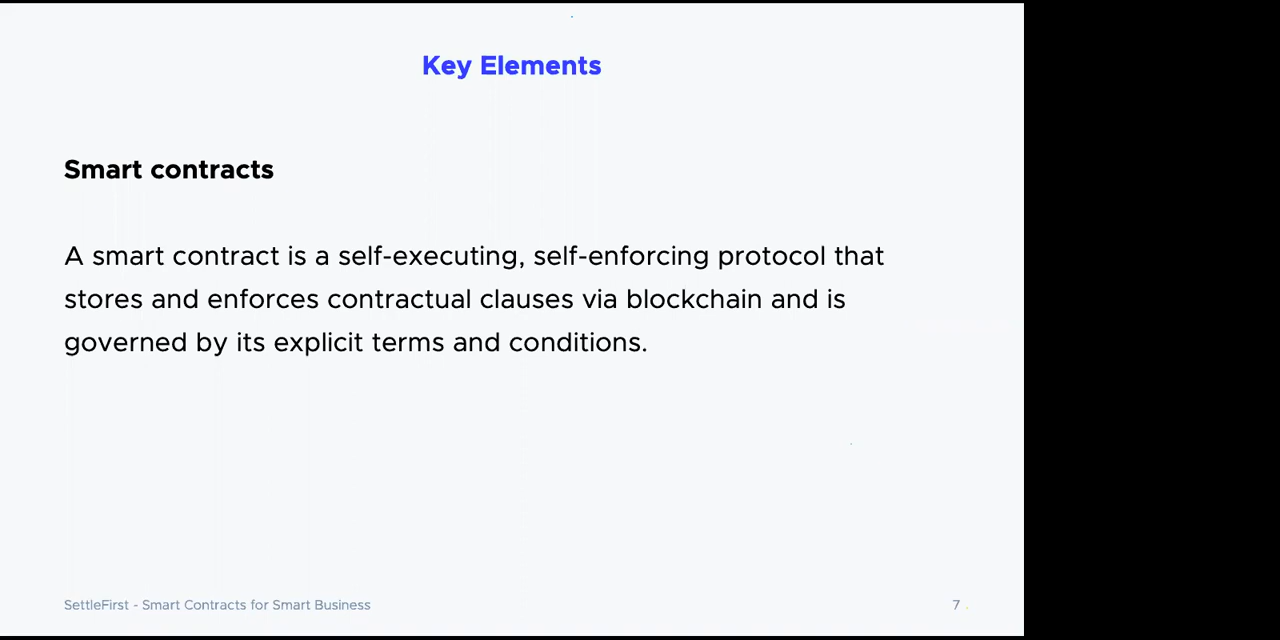 Key Elements
Smart contracts
A smart contract is a self-executing, self-enforcing protocol that
stores and enforces contractual clauses via blockchain and is
governed by its explicit terms and conditions.
SettleFirst - Smart Contracts for Smart Business
7